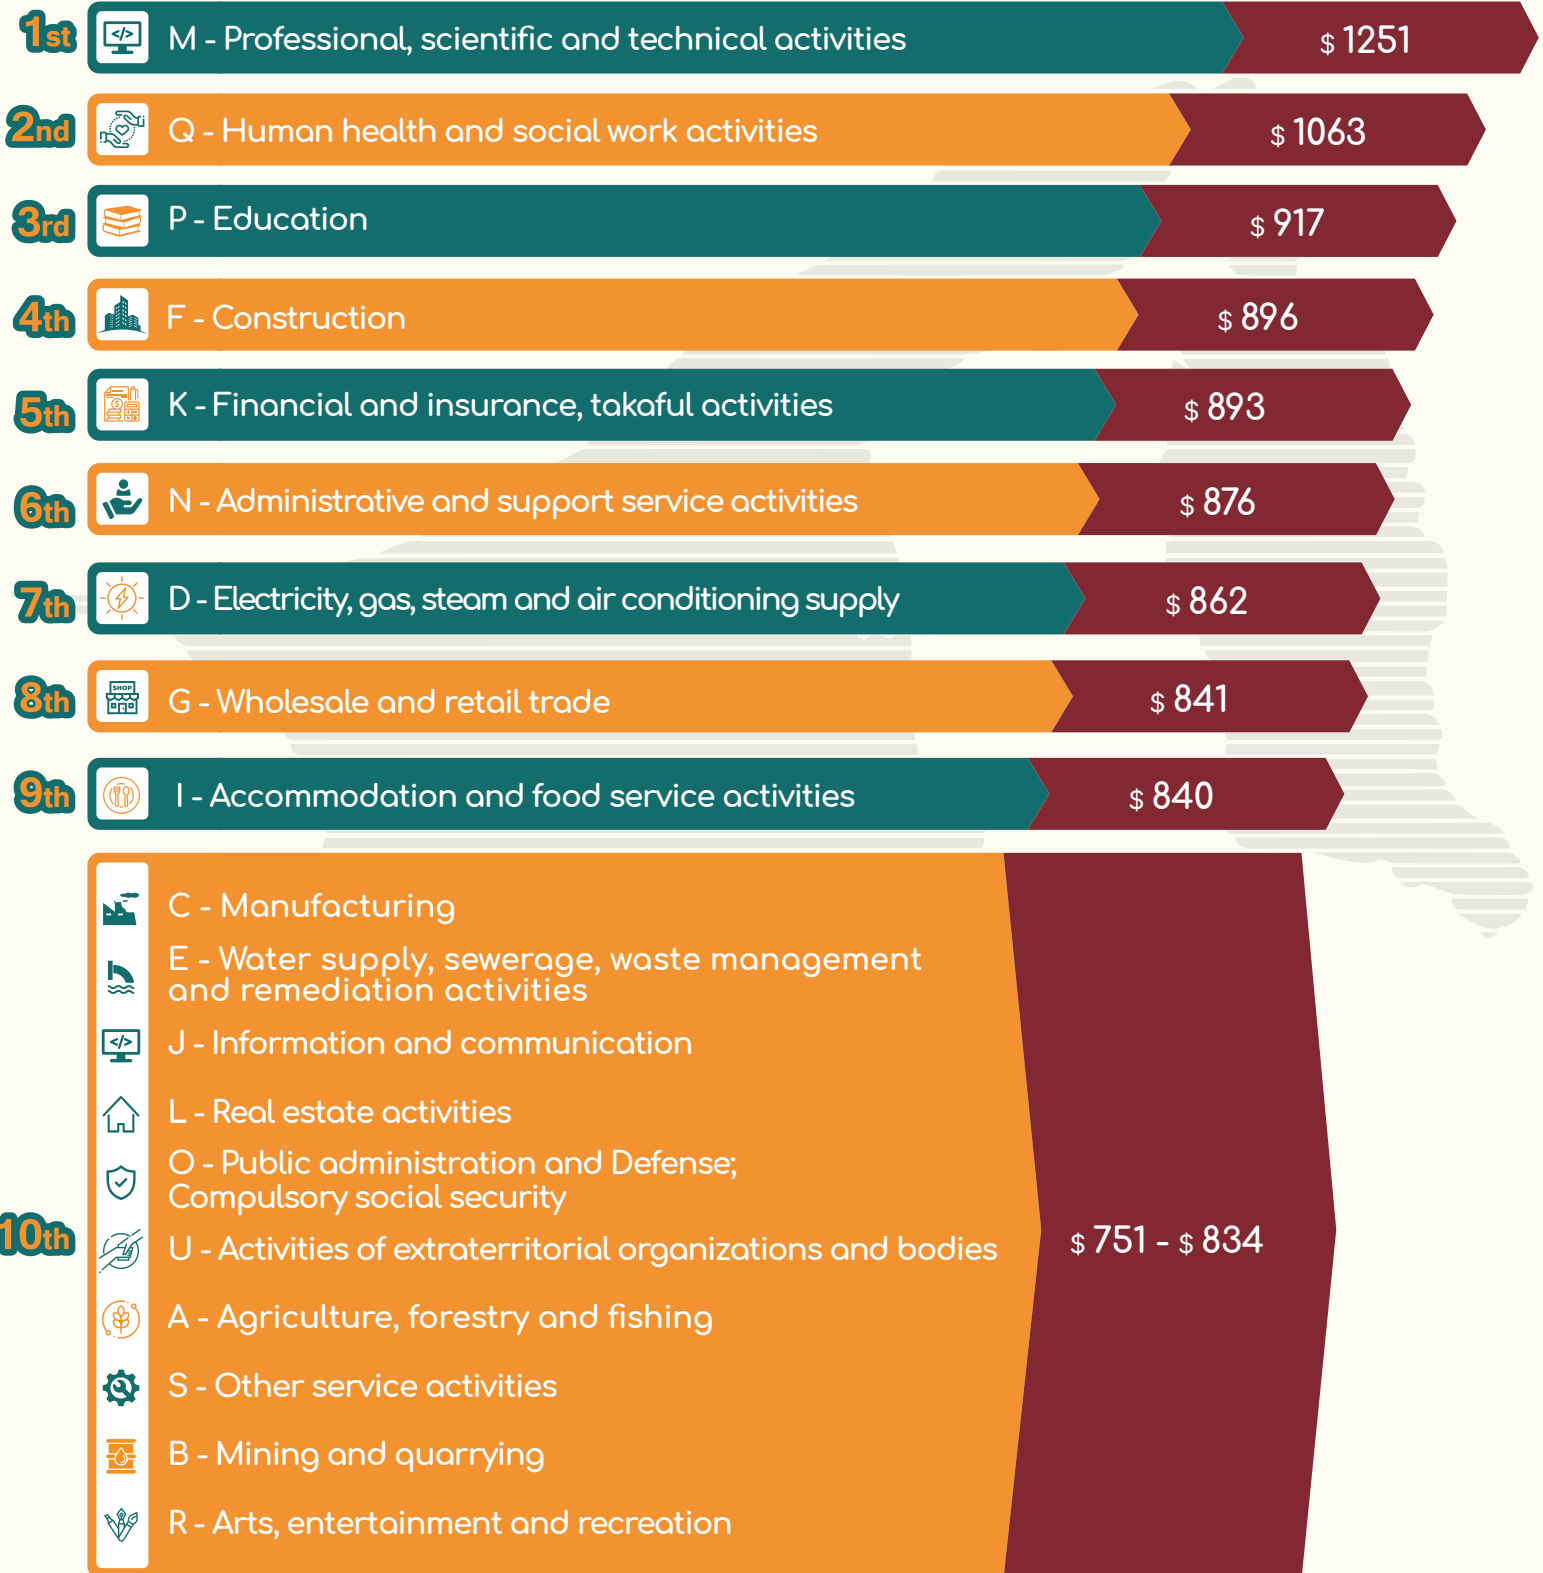 1st
M - Professional, scientific and technical activities
$ 1251
2nd
Q - Human health and social work activities
$ 1063
3rd
P - Education
$ 917
4th
F - Construction
$ 896
5th
K - Financial and insurance, takaful activities
$ 893
6th
N - Administrative and support service activities
$ 876
7th
D - Electricity, gas, steam and air conditioning supply
$ 862
8th
SHOP
G - Wholesale and retail trade
$ 841
9th
I - Accommodation and food service activities
$ 840
10th
C - Manufacturing
E - Water supply, sewerage, waste management
and remediation activities
J - Information and communication
L - Real estate activities
O - Public administration and Defense;
Compulsory social security
U - Activities of extraterritorial organizations and bodies
A - Agriculture, forestry and fishing
S - Other service activities
B - Mining and quarrying
R - Arts, entertainment and recreation
$ 751 - $ 834